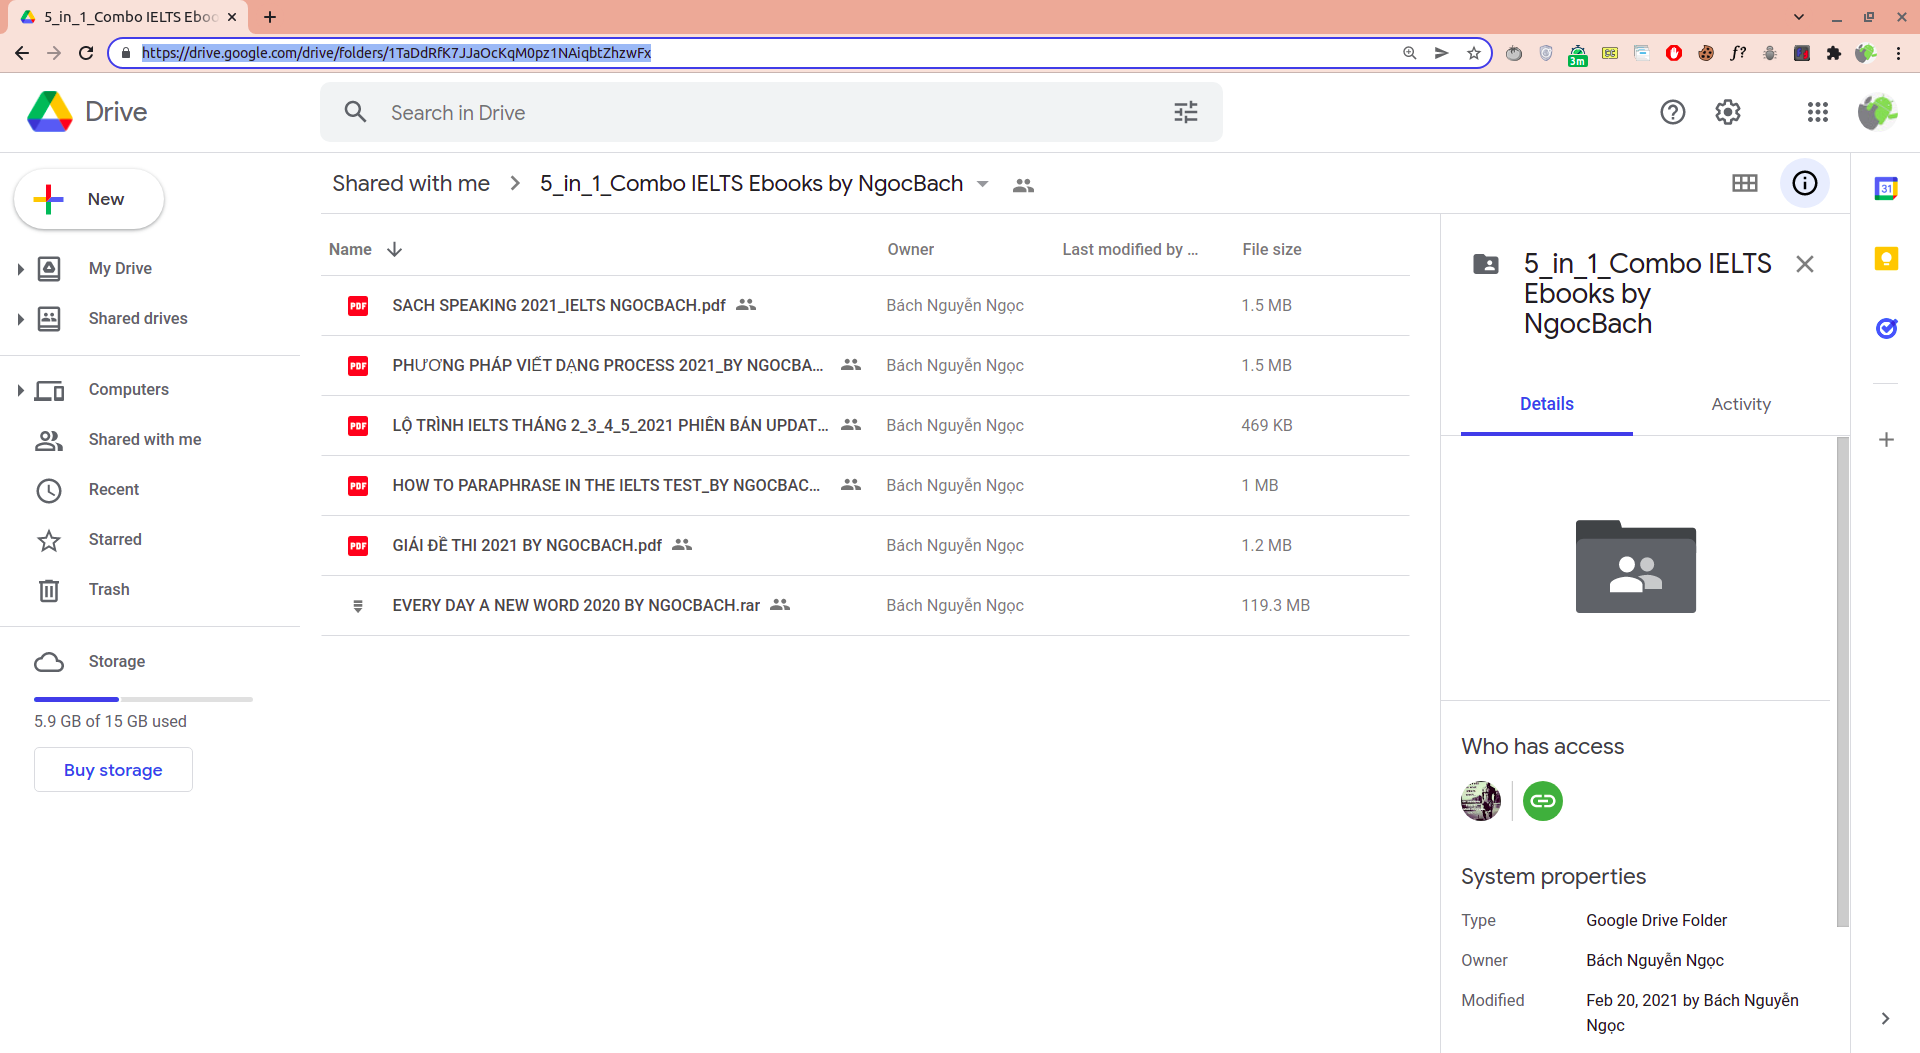 5_in_1_Combo IELTS Eboo
https://drive.google.com/drive/folders/1TaDdRfK7JJaOcKqM0pz1NAiqbtZhzwFx
3m
CC
f?
Drive
Search in Drive
New
My Drive
Shared drives
Computers
Shared with me
Recent
Starred
Trash
Storage
5.9 GB of 15 GB used
Buy storage
Shared with me
5_in_1_Combo IELTS Ebooks by NgocBach
Name Owner Last modified by ... File size
PDF SACH SPEAKING 2021_IELTS NGOCBACH.pdf Bách Nguyễn Ngọc 1.5 MB
PDF PHƯƠNG PHÁP VIẾT DẠNG PROCESS 2021_BY NGOCBA... Bách Nguyễn Ngọc 1.5 MB
PDF LỘ TRÌNH IELTS THÁNG 2_3_4_5_2021 PHIÊN BẢN UPDAT... Bách Nguyễn Ngọc 469 KB
PDF HOW TO PARAPHRASE IN THE IELTS TEST_BY NGOCBAC... Bách Nguyễn Ngọc 1 MB
PDF GIẢI ĐỀ THI 2021 BY NGOCBACH.pdf Bách Nguyễn Ngọc 1.2 MB
EVERY DAY A NEW WORD 2020 BY NGOCBACH.rar Bách Nguyễn Ngọc 119.3 MB
5_in_1_Combo IELTS
Ebooks by
NgocBach
Details Activity
Who has access
System properties
Type Google Drive Folder
Owner Bách Nguyễn Ngọc
Modified Feb 20, 2021 by Bách Nguyễn
Ngọc
31